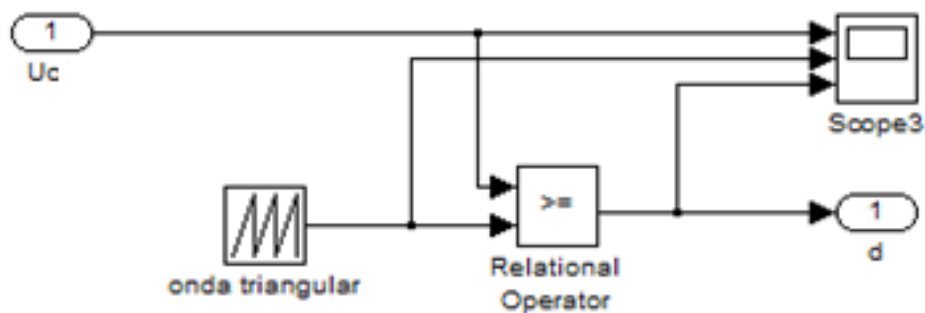 1
Uc
Scope3
>=
1
d
onda triangular
Relational
Operator